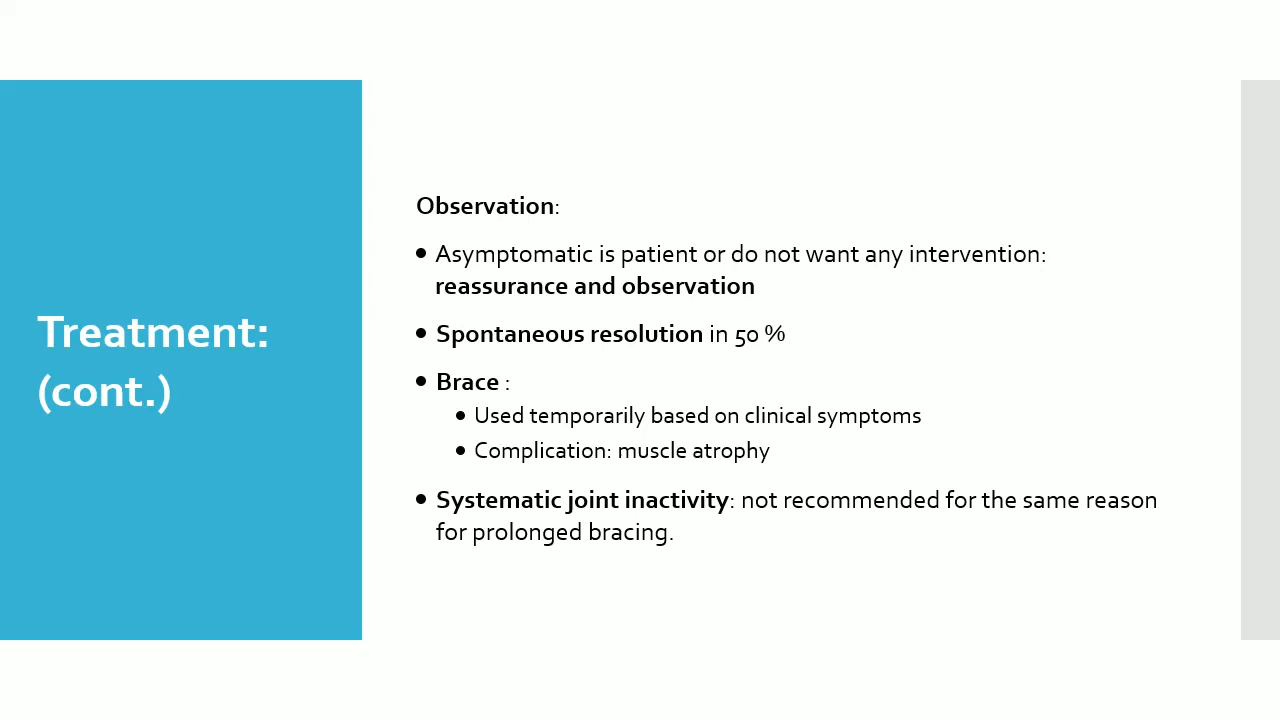 Treatment:
(cont.)
Observation:
• Asymptomatic is patient or do not want any intervention:
reassurance and observation
• Spontaneous resolution in 50 %
• Brace :
• Used temporarily based on clinical symptoms
• Complication: muscle atrophy
• Systematic joint inactivity: not recommended for the same reason
for prolonged bracing.